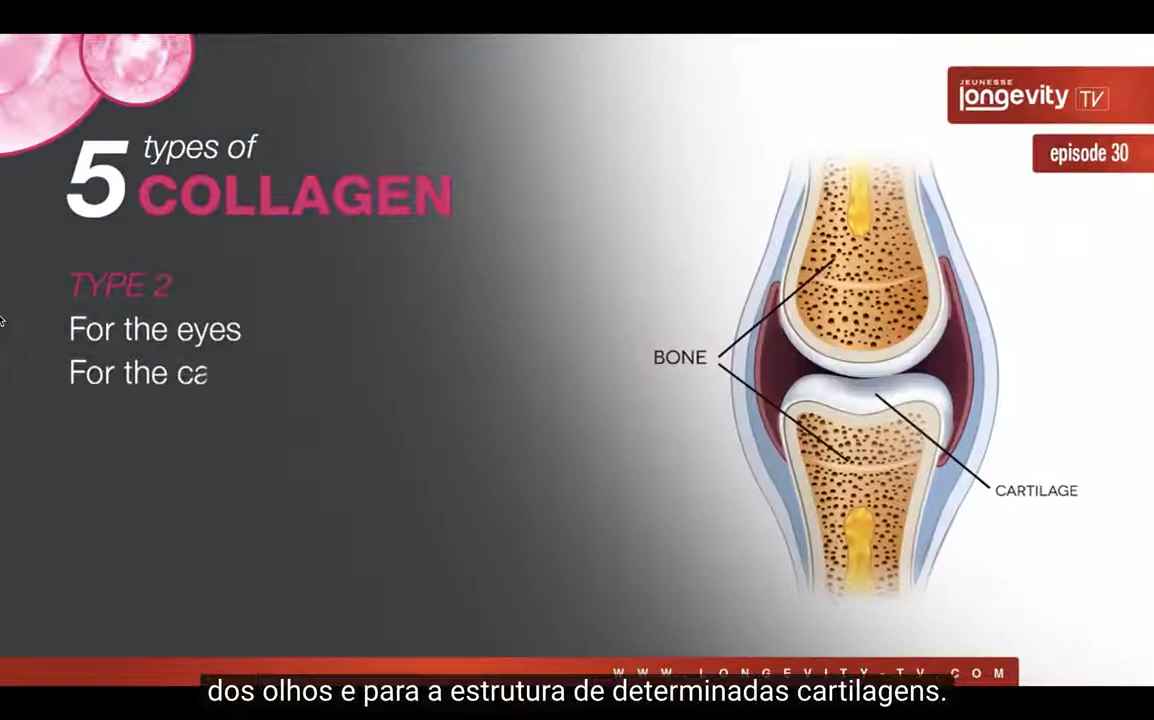 JEUNESSE
longevity TV
episode 30
5 types of
COLLAGEN
TYPE 2
For the eyes
For the ca
BONE
CARTILAGE
WWW.LONGEVITY-TV.COM
dos olhos e para a estrutura de determinadas cartilagens.